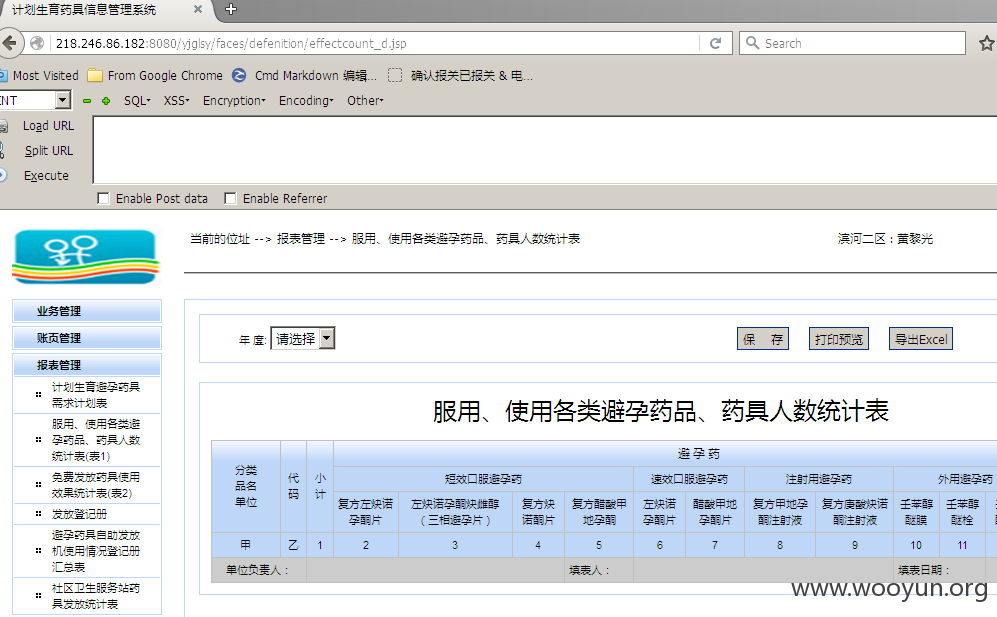 计划生育药具信息管理系统
218.246.86.182:8080/yjglsy/faces/defenition/effectcount_d.jsp
Search
Most Visited From Google Chrome Cmd Markdown 编辑... 确认报关已报关 & 电...
INT SQL XSS Encryption Encoding Other
Load URL
Split URL
Execute
Enable Post data Enable Referrer
当前的位址 --> 报表管理 --> 服用、使用各类避孕药品、药具人数统计表
滨河二区：黄黎光
业务管理
账页管理
报表管理
计划生育避孕药具
需求计划表
服用、使用各类避
孕药品、药具人数
统计表(表1)
免费发放药具使用
效果统计表(表2)
发放登记册
避孕药具自助发放
机使用情况登记册
汇总表
社区卫生服务站药
具发放统计表
年度: 请选择
保 存 打印预览 导出Excel
服用、使用各类避孕药品、药具人数统计表
分类
品名
单位
代
码
小
计
避 孕 药
短效口服避孕药 速效口服避孕药 注射用避孕药 外用避孕药
复方左炔诺
孕酮片
左炔诺孕酮炔雌醇
（三相避孕片）
复方炔
诺酮片
复方醋酸甲
地孕酮
左炔诺
孕酮片
醋酸甲地
孕酮片
复方甲地孕
酮注射液
复方庚酸炔诺
酮注射液
壬苯醇
醚膜
壬苯醇
醚栓
甲 乙 1 2 3 4 5 6 7 8 9 10 11
单位负责人： 填表人： 填表日期：
www.wooyun.org